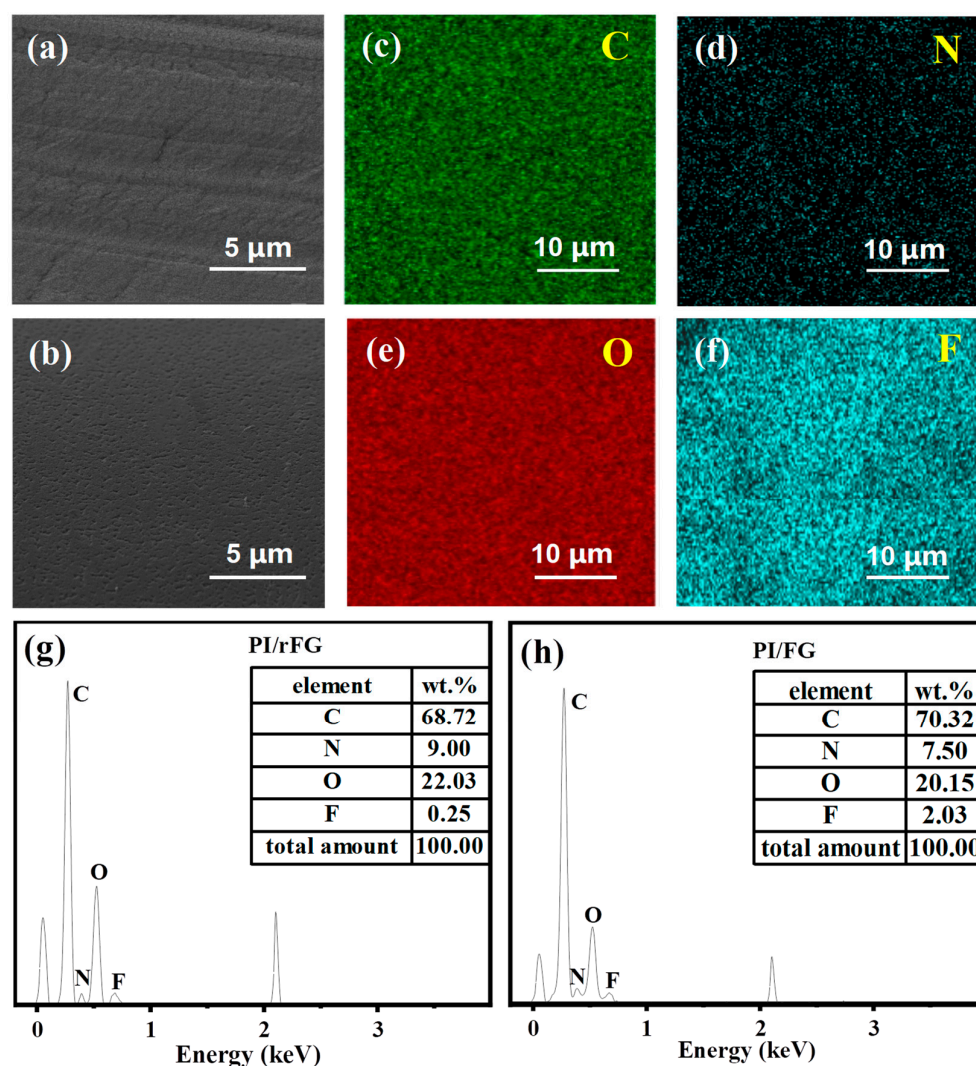 (a)
5 μm
(c) C
10 μm
(d) N
10 μm
(b)
5 μm
(e) O
10 μm
(f) F
10 μm
(g)
PI/rFG
element wt.%
C 68.72
N 9.00
O 22.03
F 0.25
total amount 100.00
C
O
N
F
0 1 2 3
Energy (keV)
(h)
PI/FG
element wt.%
C 70.32
N 7.50
O 20.15
F 2.03
total amount 100.00
C
O
N
F
0 1 2 3
Energy (keV)